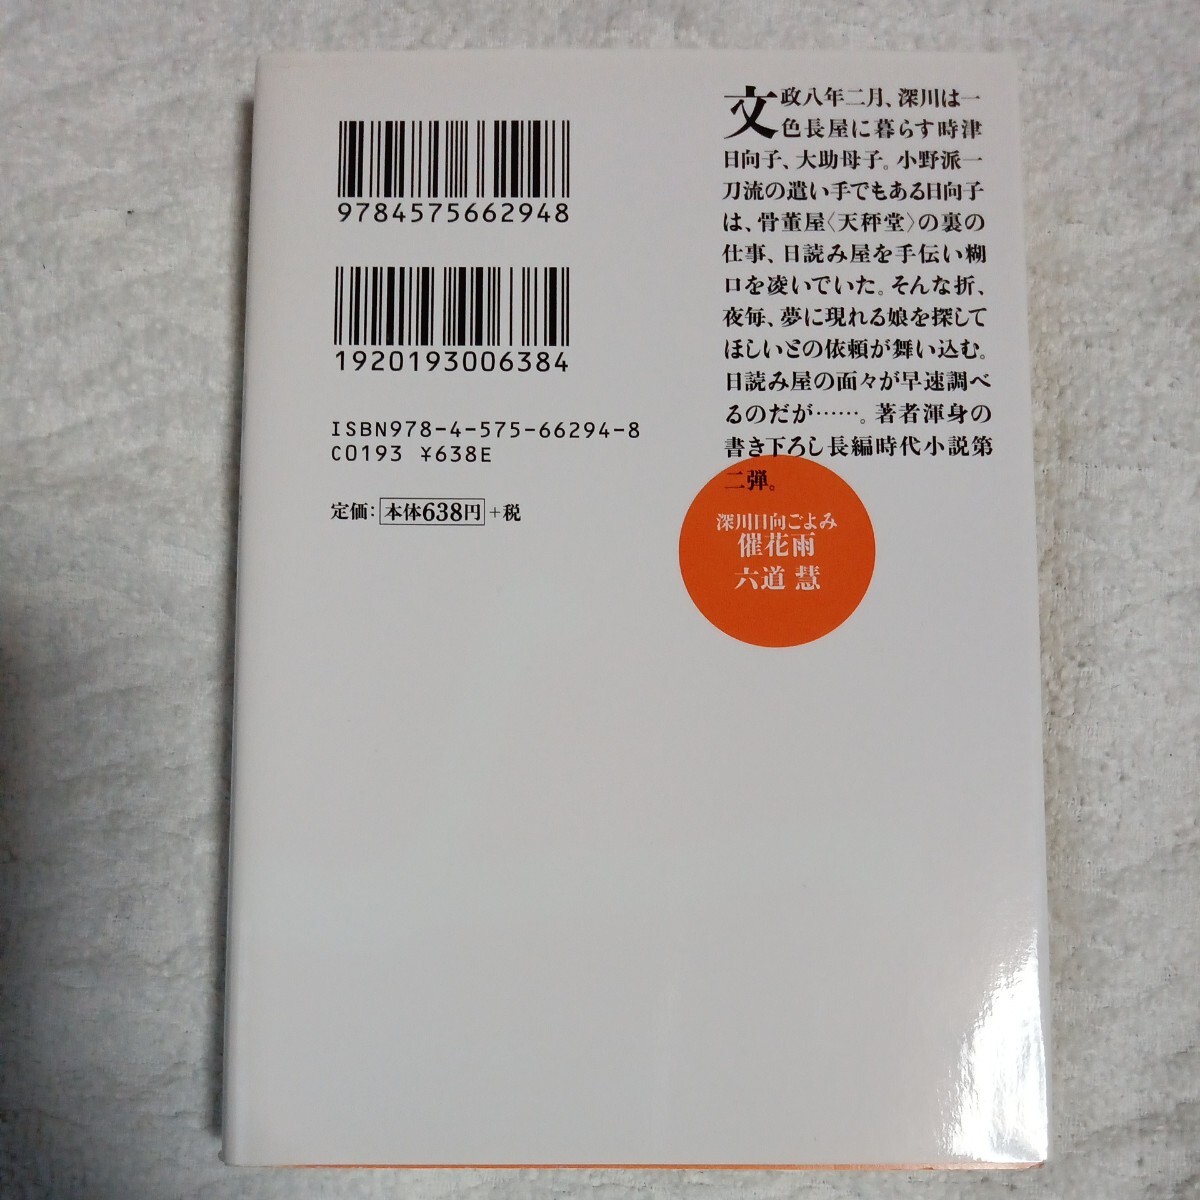 9784575662948
1920193006384
ISBN978-4-575-66294-8
C0193 ¥638E
定価：本体638円+税
文政八年二月、深川は一
色長屋に暮らす時津
日向子、大助母子。小野派一
刀流の遣い手でもある日向子
は、骨董屋〈天秤堂〉の裏の
仕事、日読み屋を手伝い糊
口を凌いでいた。そんな折、
夜毎、夢に現れる娘を探して
ほしいとの依頼が舞い込む。
日読み屋の面々が早速調べ
るのだが……。著者渾身の
書き下ろし長編時代小説第
二弾。
深川日向ごよみ
催花雨
六道 慧